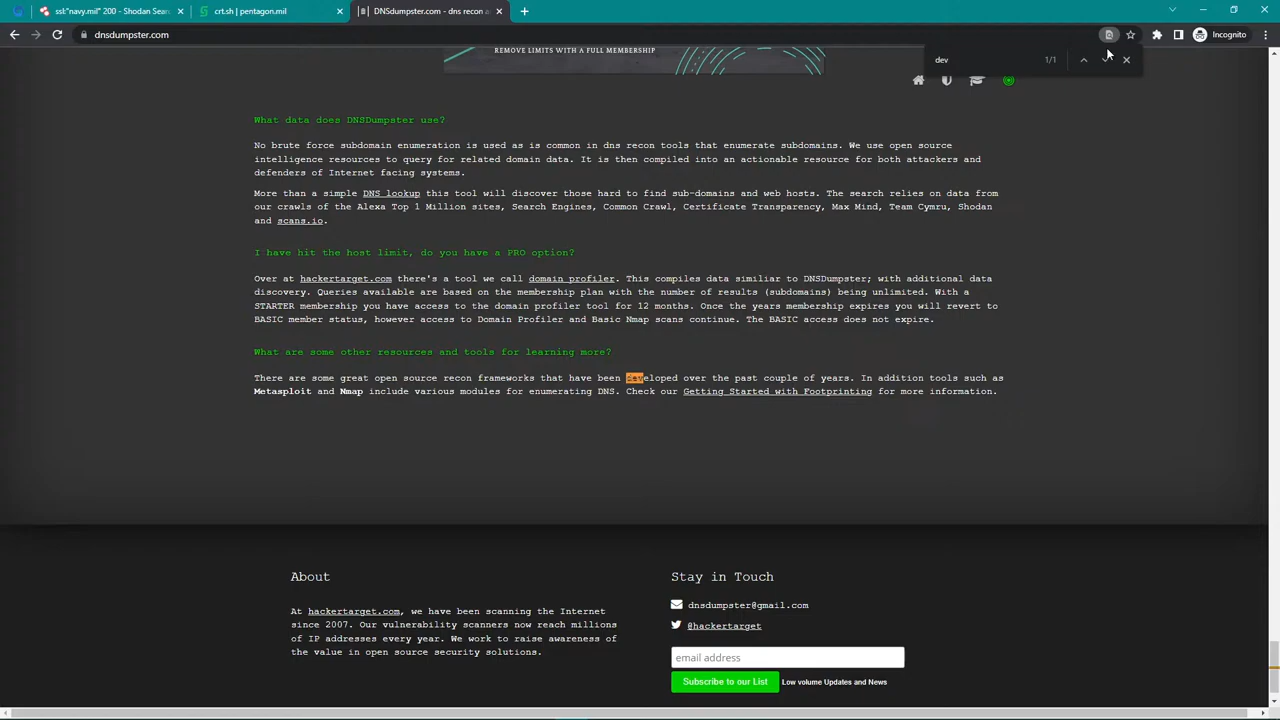 ssl:"navy.mil" 200 - Shodan Sear
crt.sh | pentagon.mil
DNSDumpster.com - dns recon a
dnsdumpster.com
Incognito
dev
1/1
REMOVE LIMITS WITH A FULL MEMBERSHIP
What data does DNSDumpster use?
No brute force subdomain enumeration is used as is common in dns recon tools that enumerate subdomains. We use open source
intelligence resources to query for related domain data. It is then compiled into an actionable resource for both attackers and
defenders of Internet facing systems.
More than a simple DNS lookup this tool will discover those hard to find sub-domains and web hosts. The search relies on data from
our crawls of the Alexa Top 1 Million sites, Search Engines, Common Crawl, Certificate Transparency, Max Mind, Team Cymru, Shodan
and scans.io.
I have hit the host limit, do you have a PRO option?
Over at hackertarget.com there's a tool we call domain profiler. This compiles data similiar to DNSDumpster; with additional data
discovery. Queries available are based on the membership plan with the number of results (subdomains) being unlimited. With a
STARTER membership you have access to the domain profiler tool for 12 months. Once the years membership expires you will revert to
BASIC member status, however access to Domain Profiler and Basic Nmap scans continue. The BASIC access does not expire.
What are some other resources and tools for learning more?
There are some great open source recon frameworks that have been developed over the past couple of years. In addition tools such as
Metasploit and Nmap include various modules for enumerating DNS. Check our Getting Started with Footprinting for more information.
About
At hackertarget.com, we have been scanning the Internet
since 2007. Our vulnerability scanners now reach millions
of IP addresses every year. We work to raise awareness of
the value in open source security solutions.
Stay in Touch
dnsdumpster@gmail.com
@hackertarget
email address
Subscribe to our List
Low volume Updates and News